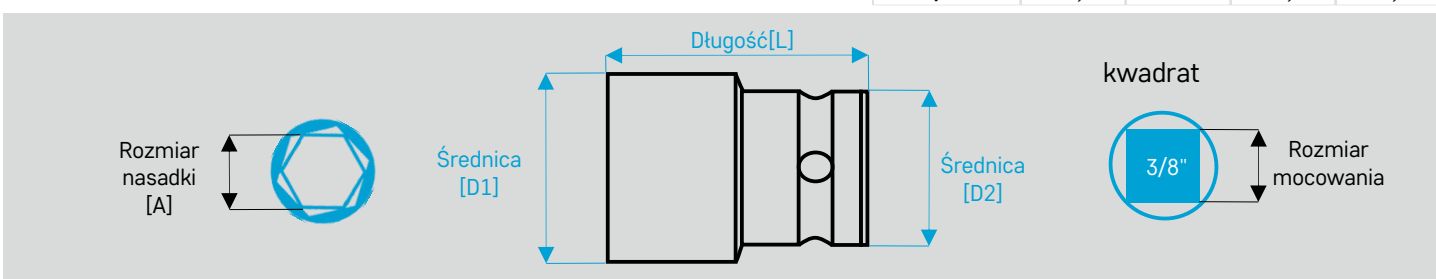 Długość[L]
kwadrat
Rozmiar
nasadki
[A]
Średnica
[D1]
Średnica
[D2]
3/8"
Rozmiar
mocowania